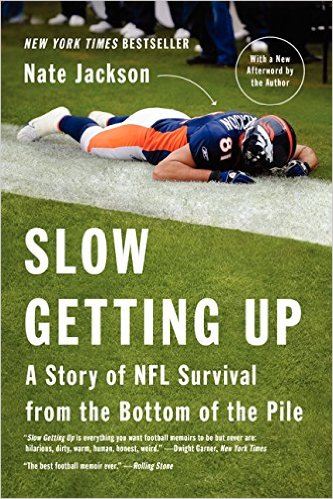 NEW YORK TIMES BESTSELLER
Nate Jackson
With a New
Afterword by
the Author
81
SLOW
GETTING UP
A Story of NFL Survival
from the Bottom of the Pile
"Slow Getting Up is everything you want football memoirs to be but never are:
hilarious, dirty, warm, human, honest, weird." —Dwight Garner, New York Times
"The best football memoir ever." —Rolling Stone